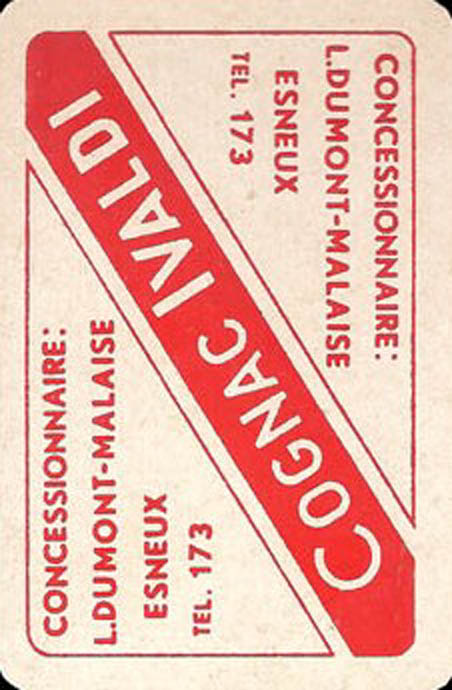 CONCESSIONNAIRE:
L.DUMONT-MALAISE
ESNEUX
TEL. 173
COGNAC IVALDI
CONCESSIONNAIRE:
L.DUMONT-MALAISE
ESNEUX
TEL. 173